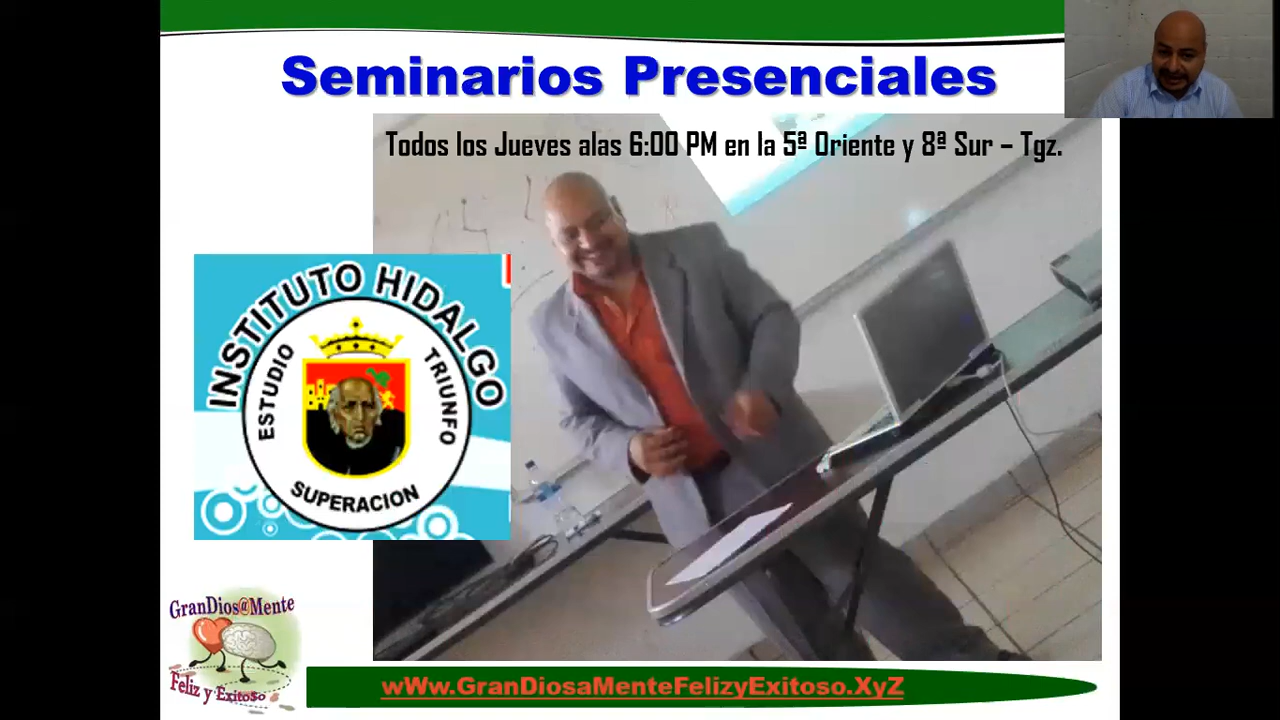 Seminarios Presenciales
Todos los Jueves alas 6:00 PM en la 5ª Oriente y 8ª Sur – Tgz.
INSTITUTO HIDALGO
ESTUDIO
TRIUNFO
SUPERACION
GranDios@Mente
Feliz y Exito$o
wWw.GranDiosaMenteFelizyExitoso.XyZ